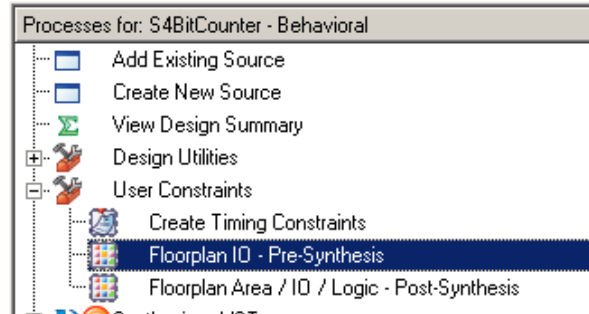 Processes for: S4BitCounter - Behavioral
Add Existing Source
Create New Source
View Design Summary
Design Utilities
User Constraints
Create Timing Constraints
Floorplan IO - Pre-Synthesis
Floorplan Area / IO / Logic - Post-Synthesis